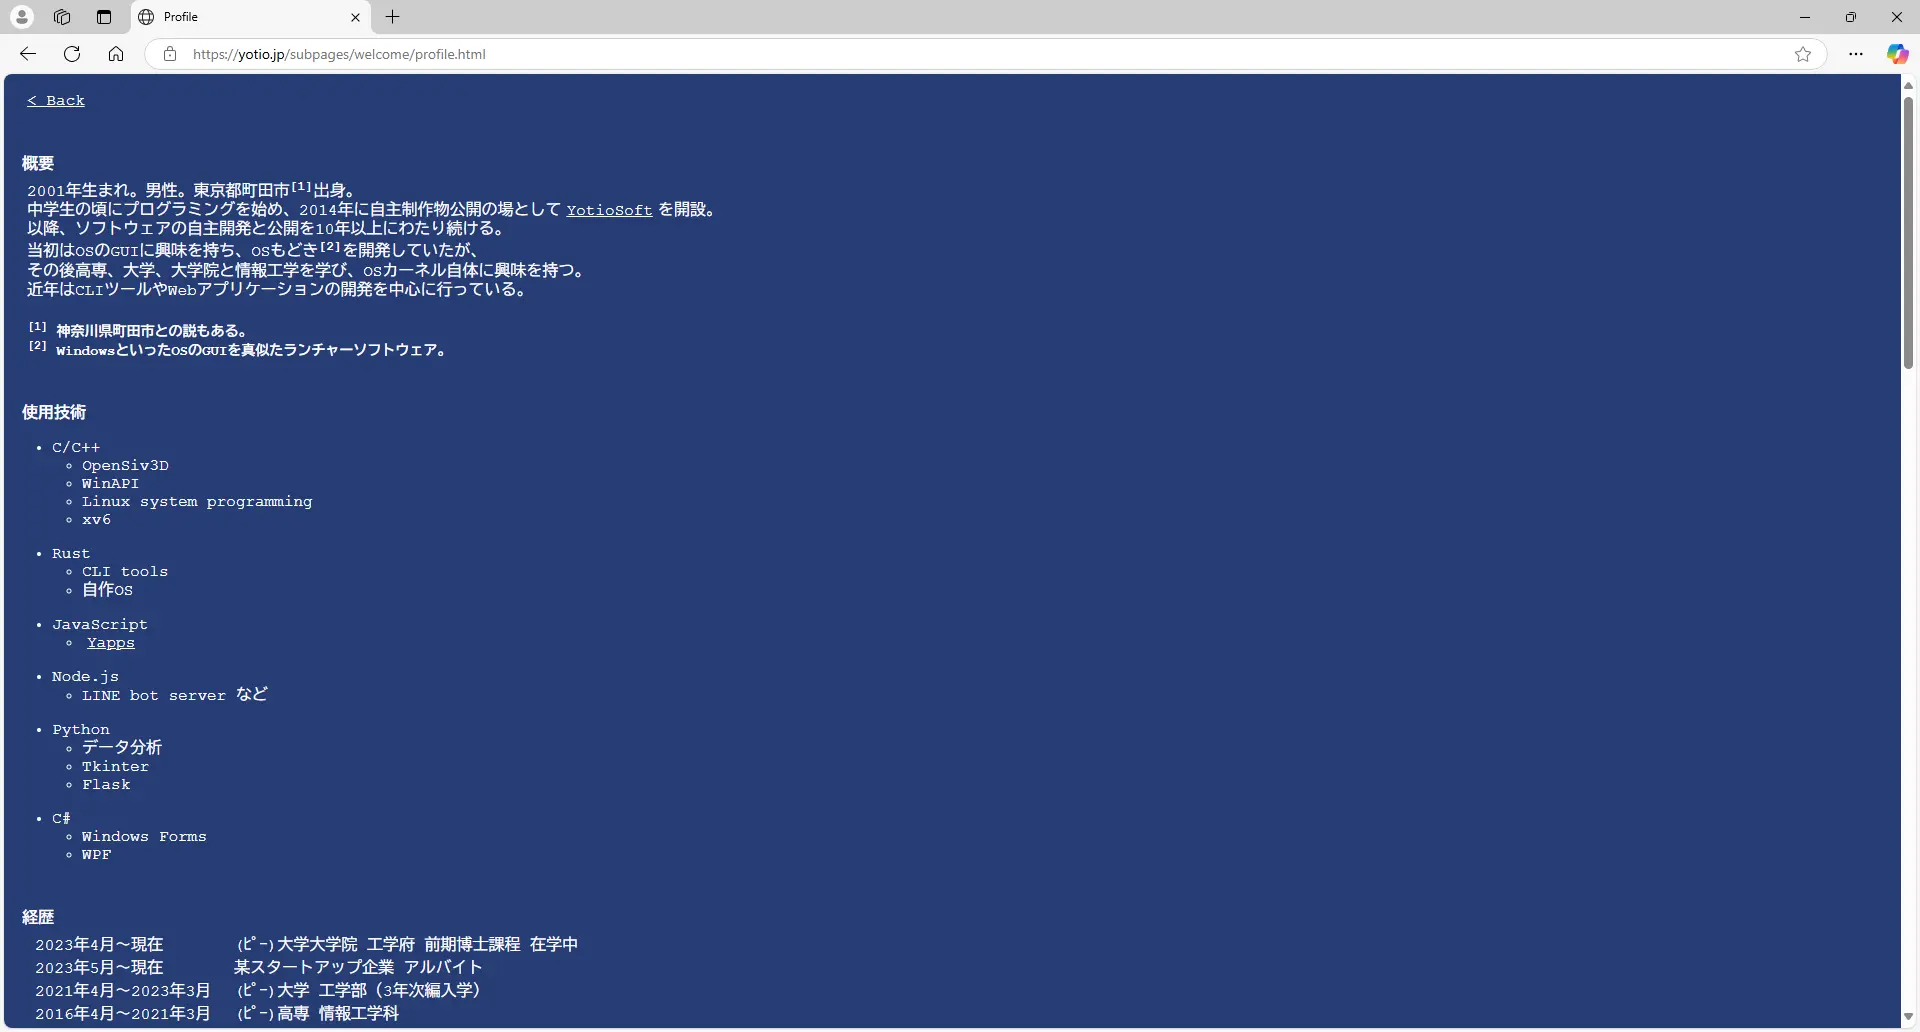 Profile
https://yotio.jp/subpages/welcome/profile.html
< Back
概要
2001年生まれ。男性。東京都町田市[1]出身。
中学生の頃にプログラミングを始め、2014年に自主制作物公開の場として YotioSoft を開設。
以降、ソフトウェアの自主開発と公開を10年以上にわたり続ける。
当初はOSのGUIに興味を持ち、OSもどき[2]を開発していたが、
その後高専、大学、大学院と情報工学を学び、OSカーネル自体に興味を持つ。
近年はCLIツールやWebアプリケーションの開発を中心に行っている。
[1] 神奈川県町田市との説もある。
[2] WindowsといったOSのGUIを真似たランチャーソフトウェア。
使用技術
• C/C++
◦ OpenSiv3D
◦ WinAPI
◦ Linux system programming
◦ xv6
• Rust
◦ CLI tools
◦ 自作OS
• JavaScript
◦ Yapps
• Node.js
◦ LINE bot server など
• Python
◦ データ分析
◦ Tkinter
◦ Flask
• C#
◦ Windows Forms
◦ WPF
経歴
2023年4月～現在 (ﾋﾟｰ)大学大学院 工学府 前期博士課程 在学中
2023年5月～現在 某スタートアップ企業 アルバイト
2021年4月～2023年3月 (ﾋﾟｰ)大学 工学部（3年次編入学）
2016年4月～2021年3月 (ﾋﾟｰ)高専 情報工学科